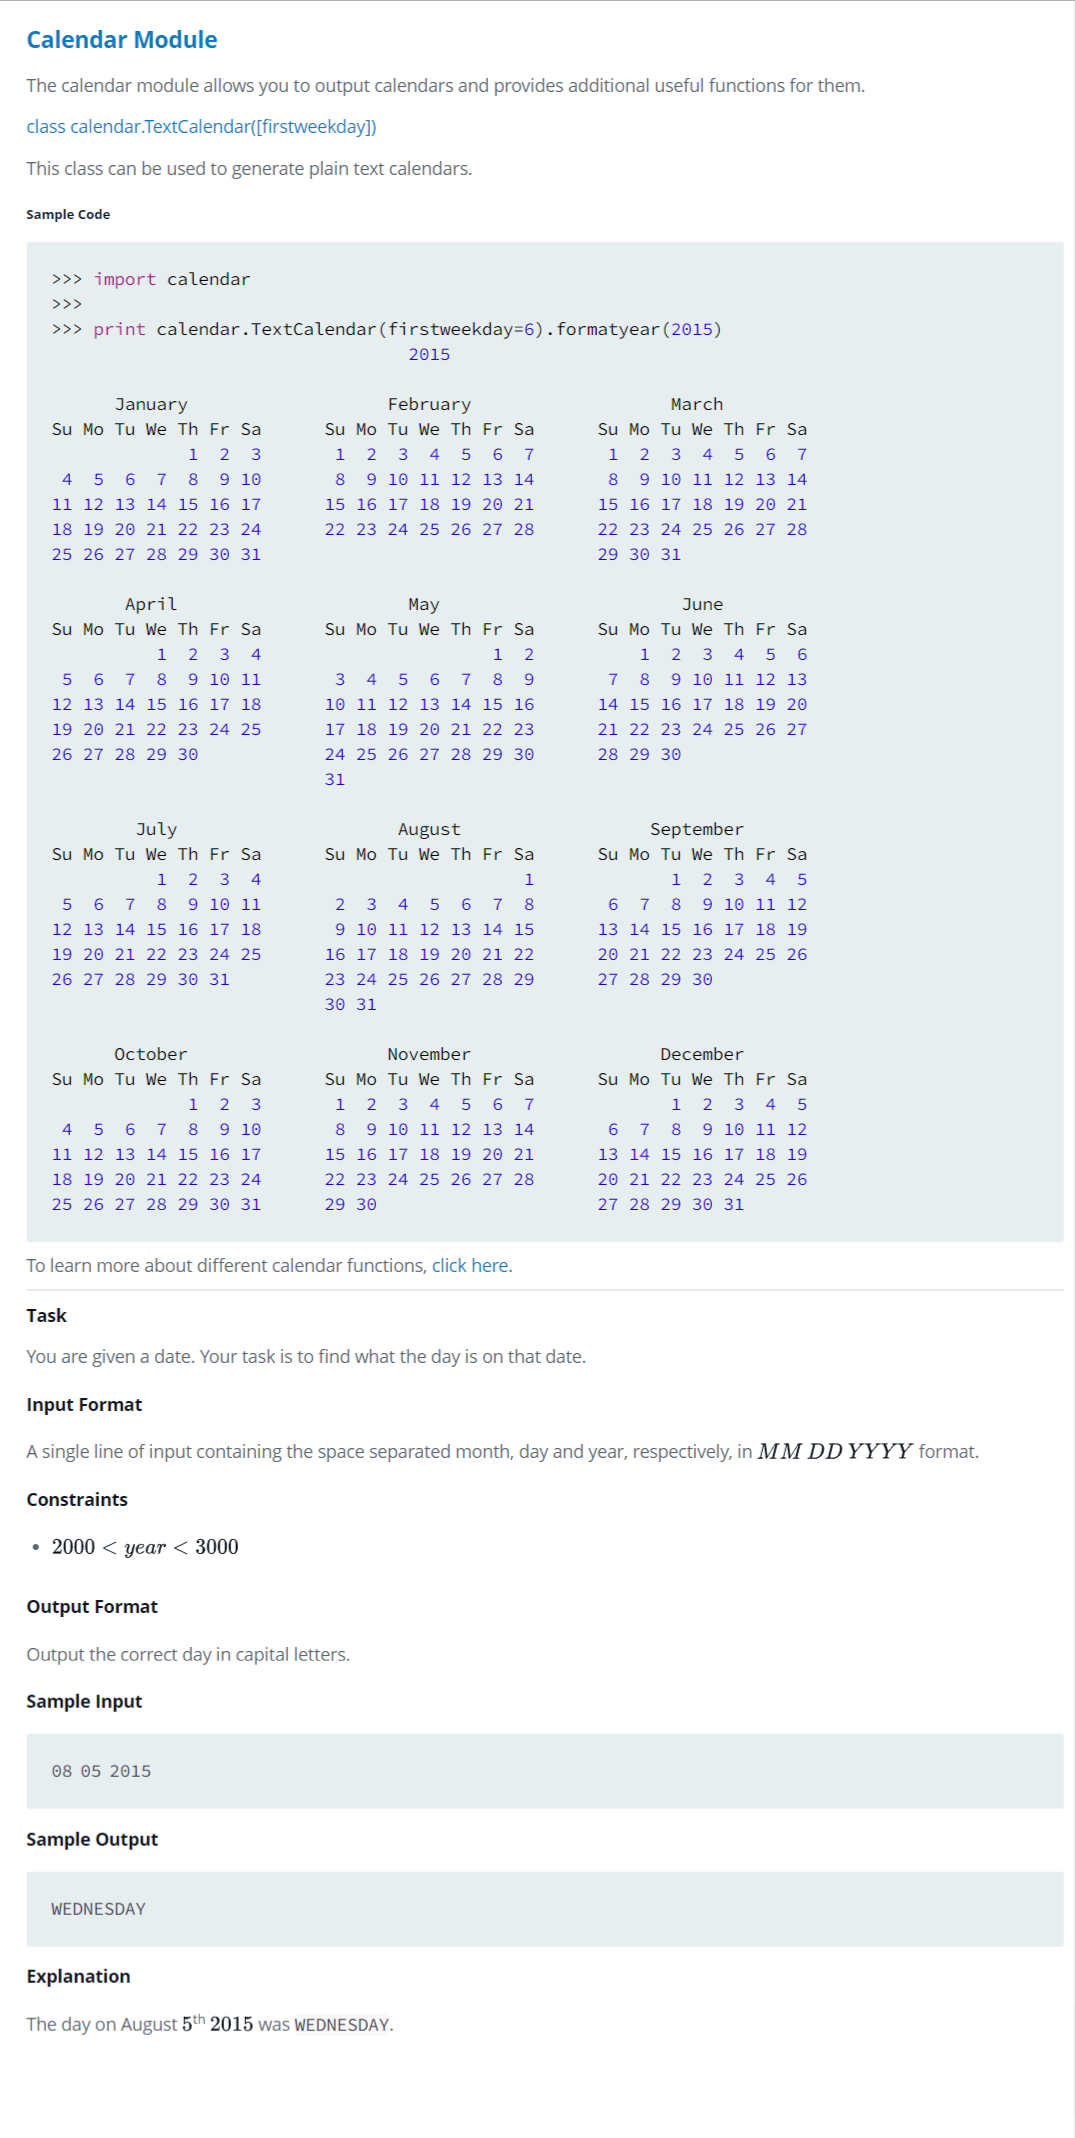 Calendar Module
The calendar module allows you to output calendars and provides additional useful functions for them.
class calendar.TextCalendar([firstweekday])
This class can be used to generate plain text calendars.
Sample Code
>>> import calendar
>>>
>>> print calendar.TextCalendar(firstweekday=6).formatyear(2015)
                                  2015

      January                   February                   March
Su Mo Tu We Th Fr Sa      Su Mo Tu We Th Fr Sa      Su Mo Tu We Th Fr Sa
             1  2  3       1  2  3  4  5  6  7       1  2  3  4  5  6  7
 4  5  6  7  8  9 10       8  9 10 11 12 13 14       8  9 10 11 12 13 14
11 12 13 14 15 16 17      15 16 17 18 19 20 21      15 16 17 18 19 20 21
18 19 20 21 22 23 24      22 23 24 25 26 27 28      22 23 24 25 26 27 28
25 26 27 28 29 30 31                                29 30 31

       April                      May                       June
Su Mo Tu We Th Fr Sa      Su Mo Tu We Th Fr Sa      Su Mo Tu We Th Fr Sa
          1  2  3  4                      1  2          1  2  3  4  5  6
 5  6  7  8  9 10 11       3  4  5  6  7  8  9       7  8  9 10 11 12 13
12 13 14 15 16 17 18      10 11 12 13 14 15 16      14 15 16 17 18 19 20
19 20 21 22 23 24 25      17 18 19 20 21 22 23      21 22 23 24 25 26 27
26 27 28 29 30            24 25 26 27 28 29 30      28 29 30
                          31

        July                     August                  September
Su Mo Tu We Th Fr Sa      Su Mo Tu We Th Fr Sa      Su Mo Tu We Th Fr Sa
          1  2  3  4                         1             1  2  3  4  5
 5  6  7  8  9 10 11       2  3  4  5  6  7  8       6  7  8  9 10 11 12
12 13 14 15 16 17 18       9 10 11 12 13 14 15      13 14 15 16 17 18 19
19 20 21 22 23 24 25      16 17 18 19 20 21 22      20 21 22 23 24 25 26
26 27 28 29 30 31         23 24 25 26 27 28 29      27 28 29 30
                          30 31

      October                   November                  December
Su Mo Tu We Th Fr Sa      Su Mo Tu We Th Fr Sa      Su Mo Tu We Th Fr Sa
             1  2  3       1  2  3  4  5  6  7             1  2  3  4  5
 4  5  6  7  8  9 10       8  9 10 11 12 13 14       6  7  8  9 10 11 12
11 12 13 14 15 16 17      15 16 17 18 19 20 21      13 14 15 16 17 18 19
18 19 20 21 22 23 24      22 23 24 25 26 27 28      20 21 22 23 24 25 26
25 26 27 28 29 30 31      29 30                     27 28 29 30 31
To learn more about different calendar functions, click here.
Task
You are given a date. Your task is to find what the day is on that date.
Input Format
A single line of input containing the space separated month, day and year, respectively, in MM DD YYYY format.
Constraints
• 2000 < year < 3000
Output Format
Output the correct day in capital letters.
Sample Input
08 05 2015
Sample Output
WEDNESDAY
Explanation
The day on August 5th 2015 was WEDNESDAY.